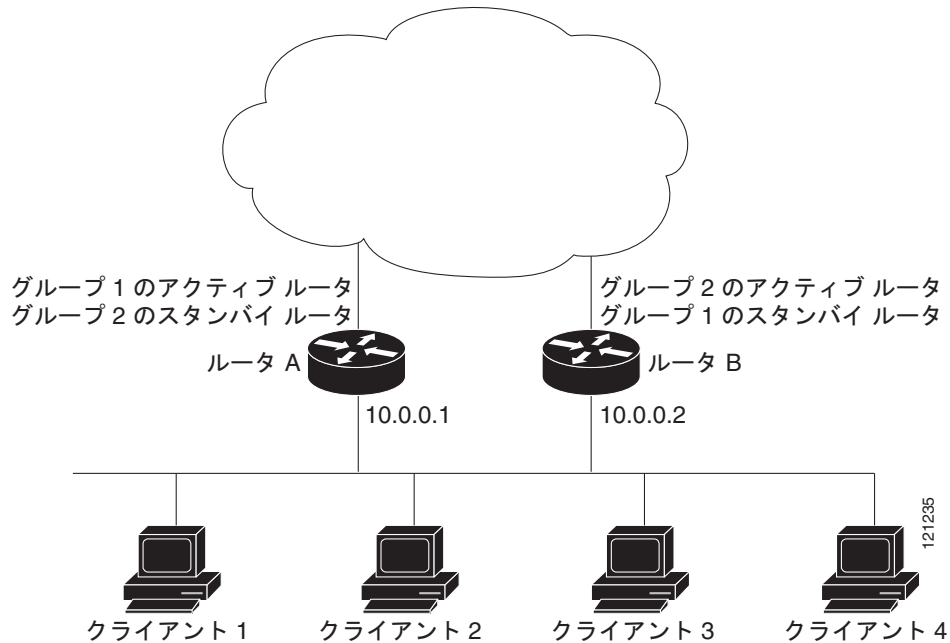 グループ 1 のアクティブ ルータ
グループ 2 のスタンバイ ルータ
グループ 2 のアクティブ ルータ
グループ 1 のスタンバイ ルータ
ルータ A
ルータ B
10.0.0.1
10.0.0.2
121235
クライアント 1
クライアント 2
クライアント 3
クライアント 4